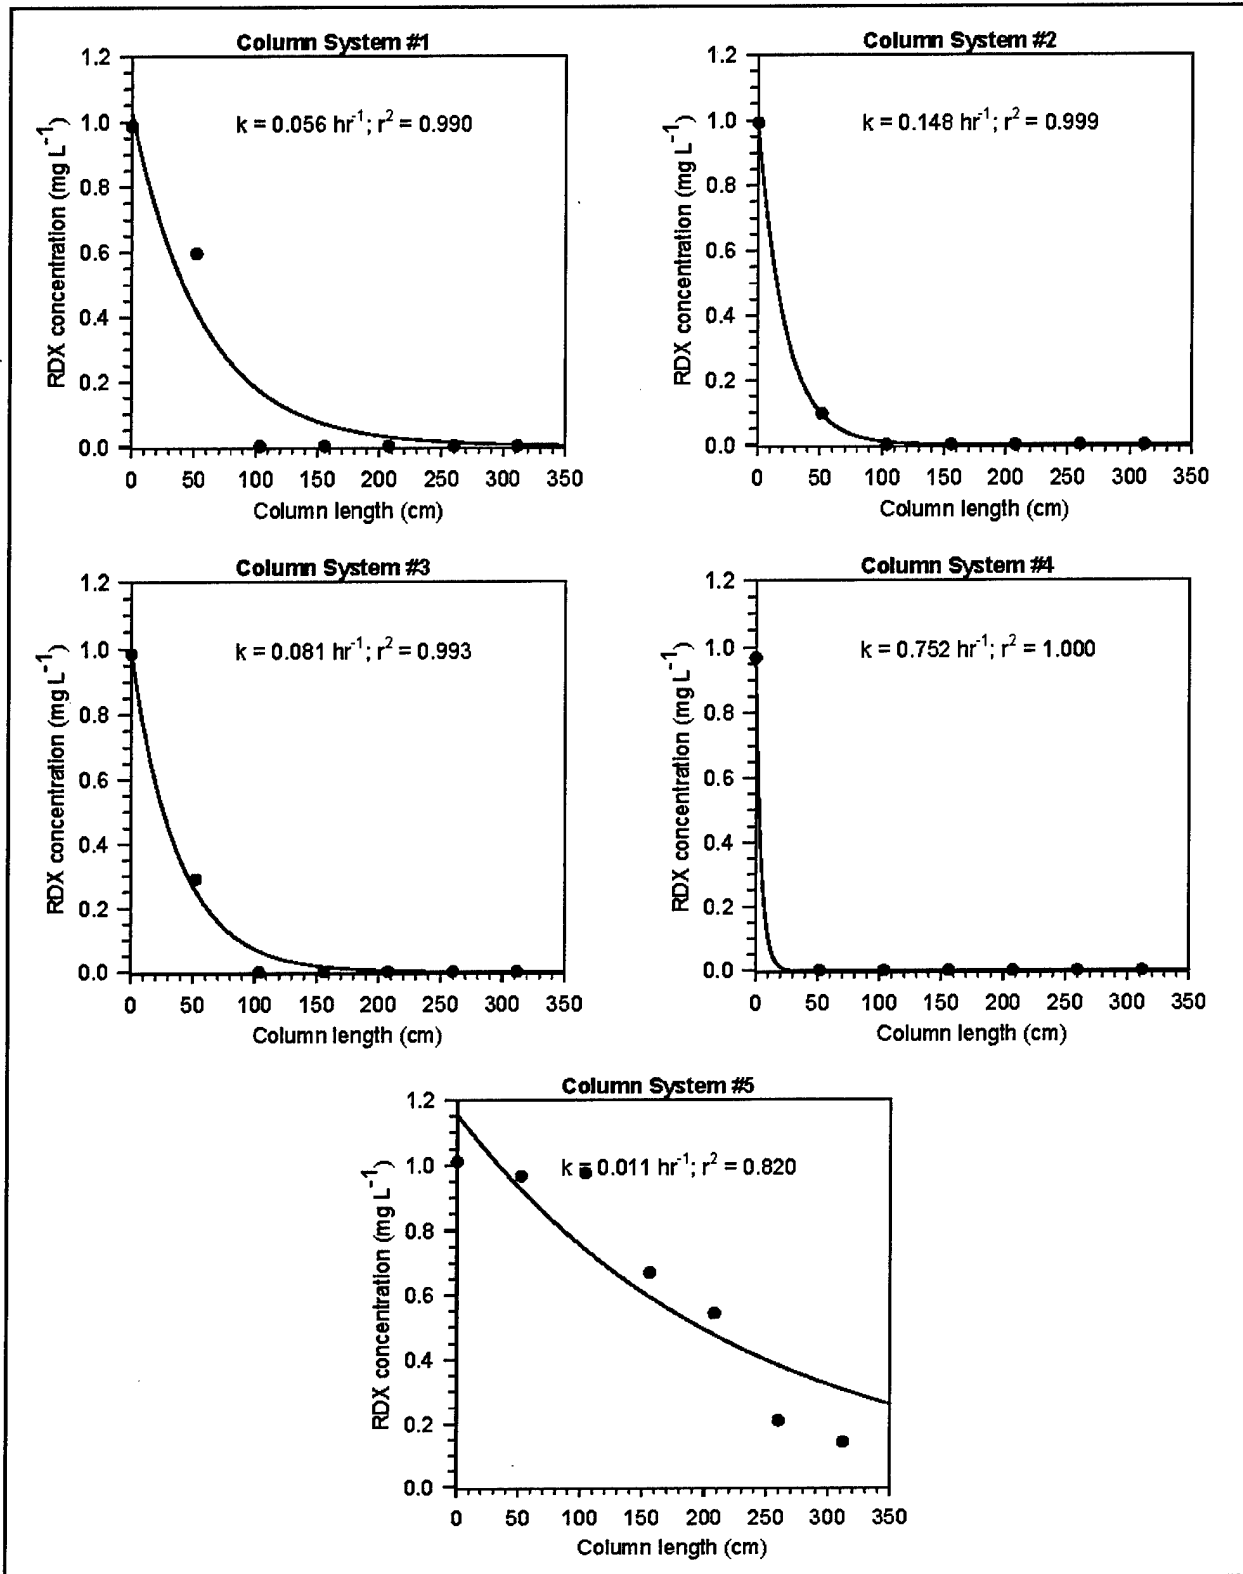 Column System #1
k = 0.056 hr⁻¹; r² = 0.990
RDX concentration (mg L⁻¹)
1.2
1.0
0.8
0.6
0.4
0.2
0.0
0 50 100 150 200 250 300 350
Column length (cm)
Column System #2
k = 0.148 hr⁻¹; r² = 0.999
RDX concentration (mg L⁻¹)
1.2
1.0
0.8
0.6
0.4
0.2
0.0
0 50 100 150 200 250 300 350
Column length (cm)
Column System #3
k = 0.081 hr⁻¹; r² = 0.993
RDX concentration (mg L⁻¹)
1.2
1.0
0.8
0.6
0.4
0.2
0.0
0 50 100 150 200 250 300 350
Column length (cm)
Column System #4
k = 0.752 hr⁻¹; r² = 1.000
RDX concentration (mg L⁻¹)
1.2
1.0
0.8
0.6
0.4
0.2
0.0
0 50 100 150 200 250 300 350
Column length (cm)
Column System #5
k = 0.011 hr⁻¹; r² = 0.820
RDX concentration (mg L⁻¹)
1.2
1.0
0.8
0.6
0.4
0.2
0.0
0 50 100 150 200 250 300 350
Column length (cm)